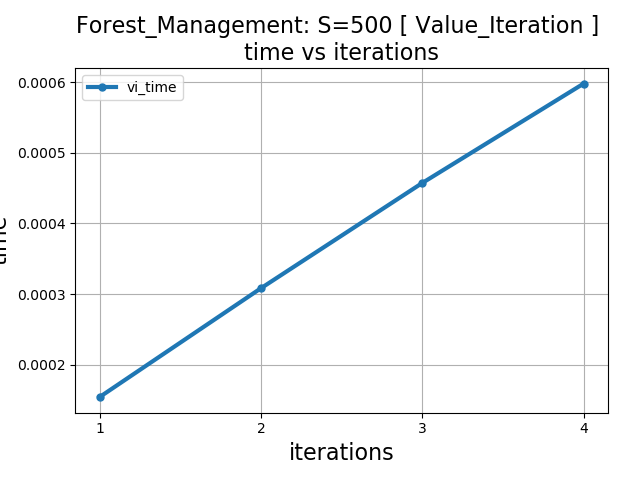 Forest_Management: S=500 [ Value_Iteration ]
time vs iterations
vi_time
0.0006
0.0005
0.0004
0.0003
0.0002
time
1 2 3 4
iterations